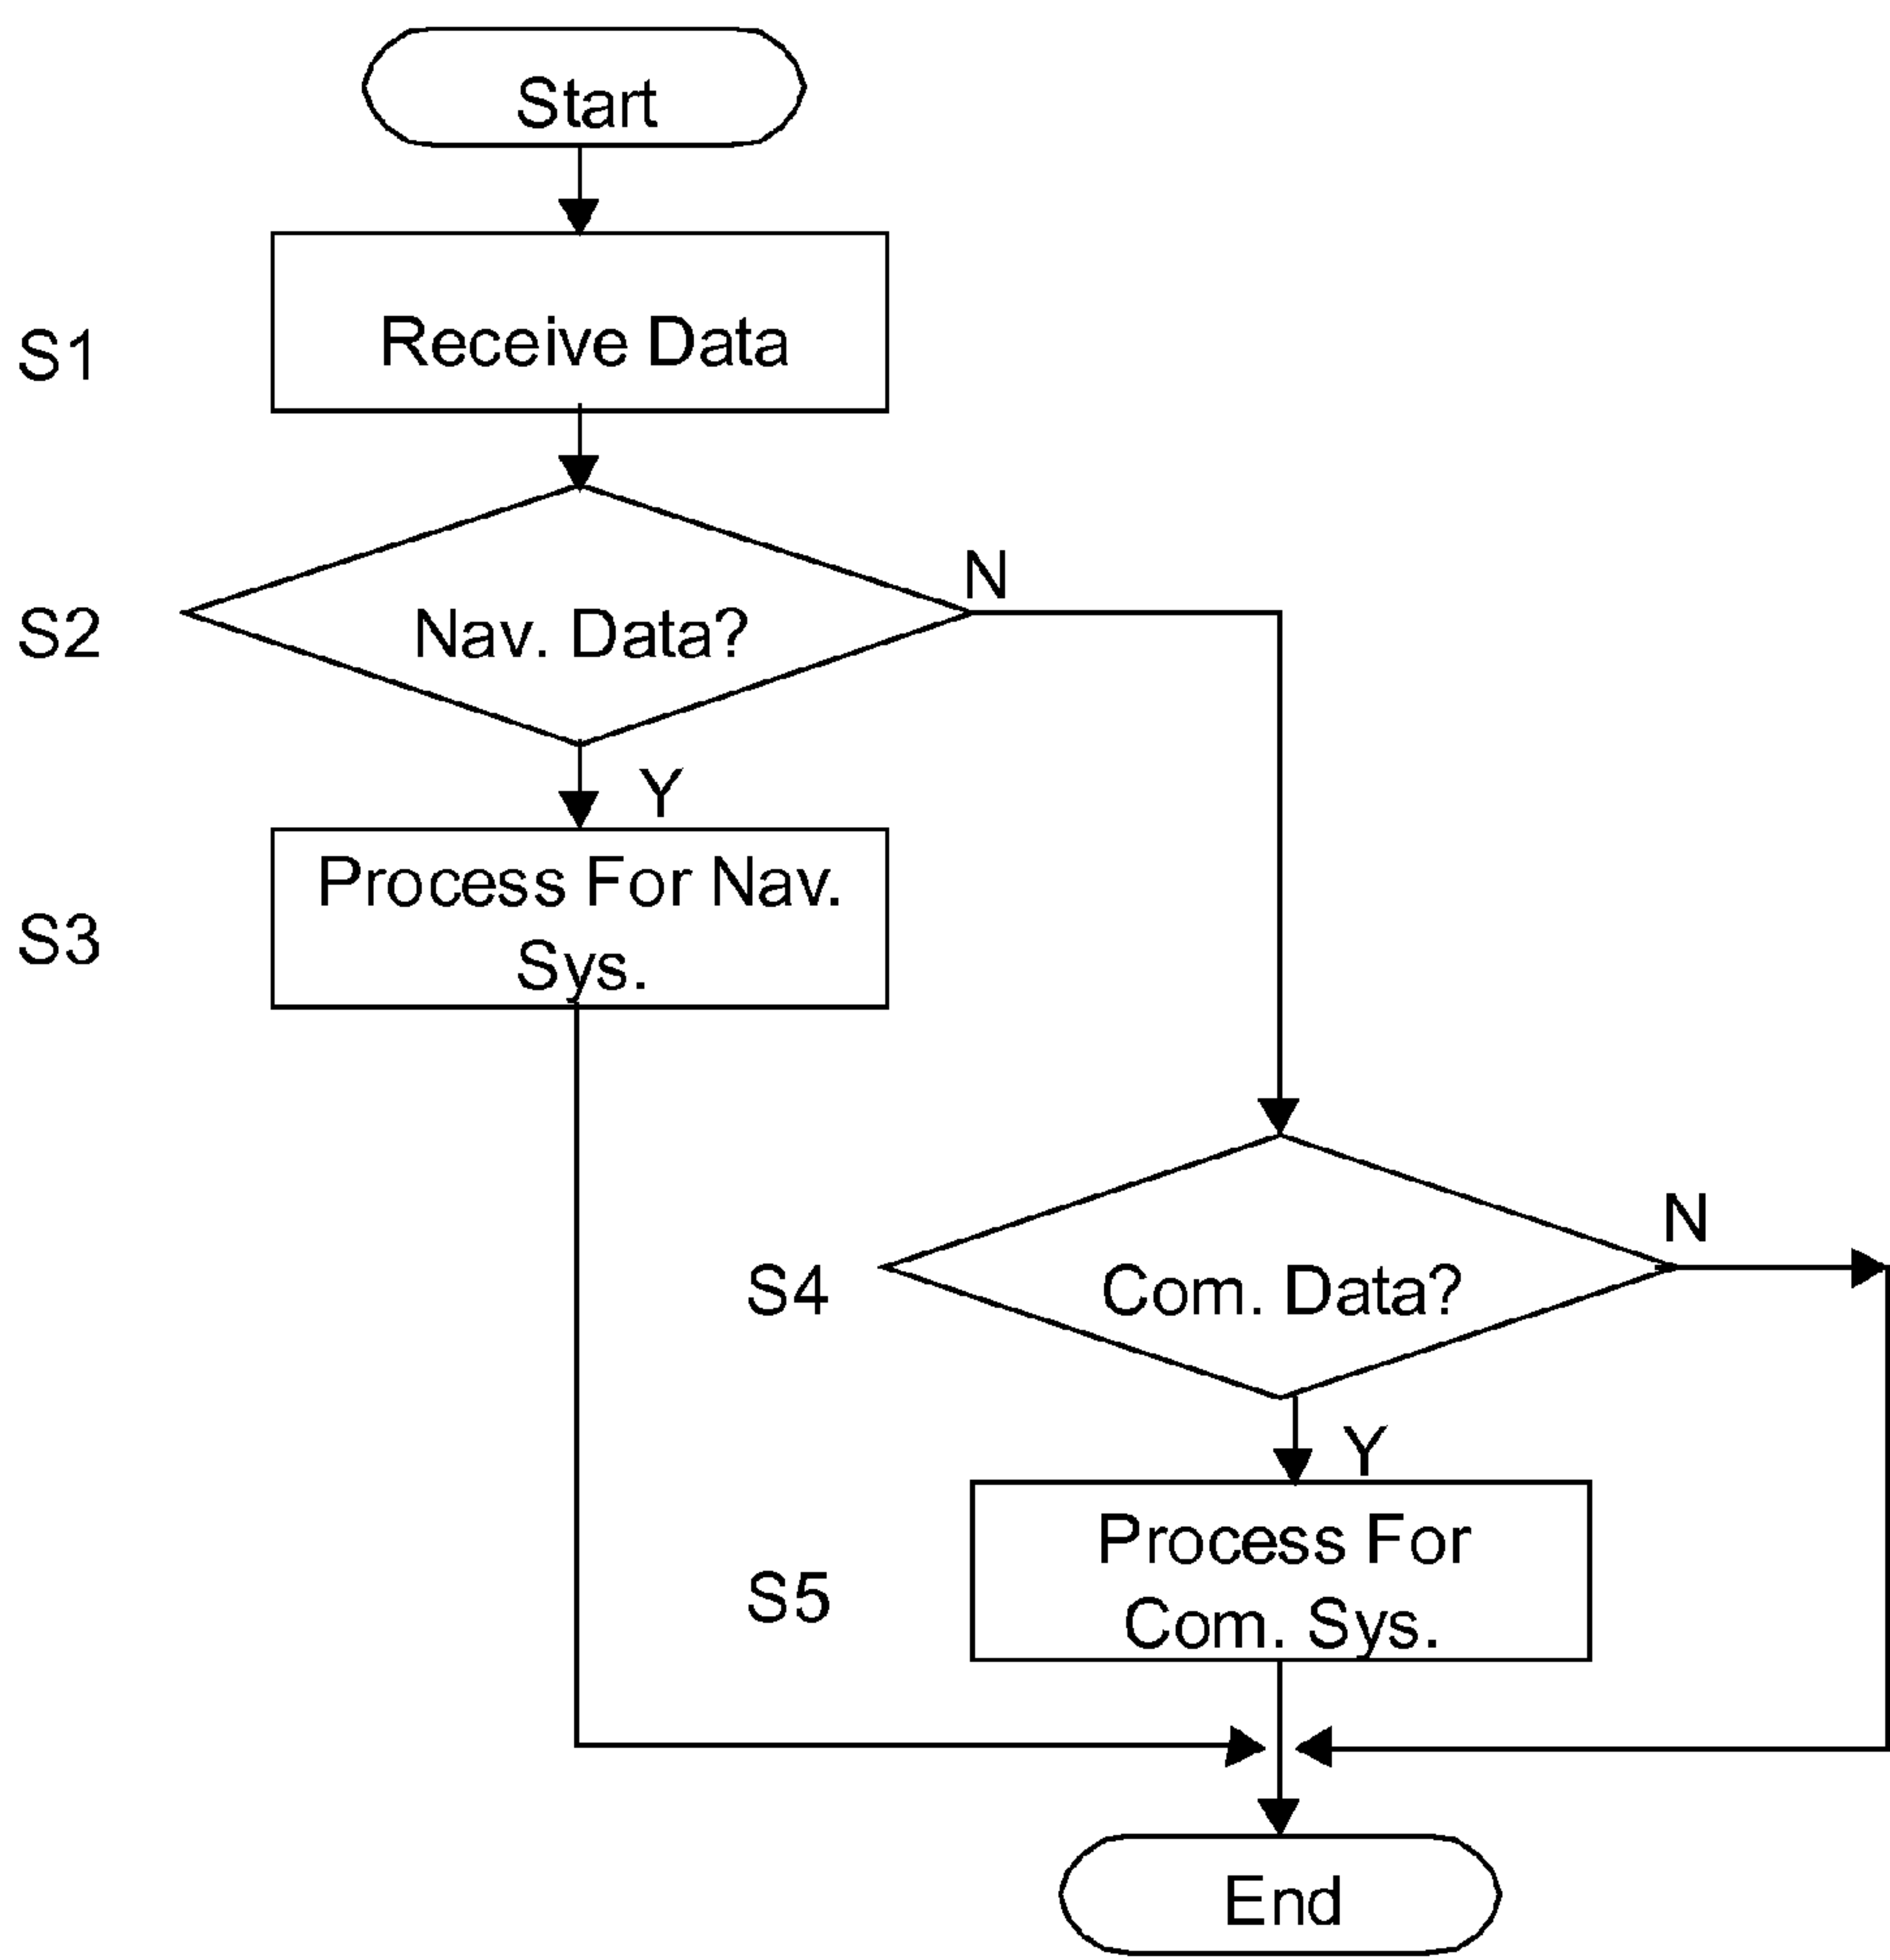 Start
S1
Receive Data
S2
Nav. Data?
N
Y
S3
Process For Nav.
Sys.
S4
Com. Data?
N
Y
S5
Process For
Com. Sys.
End